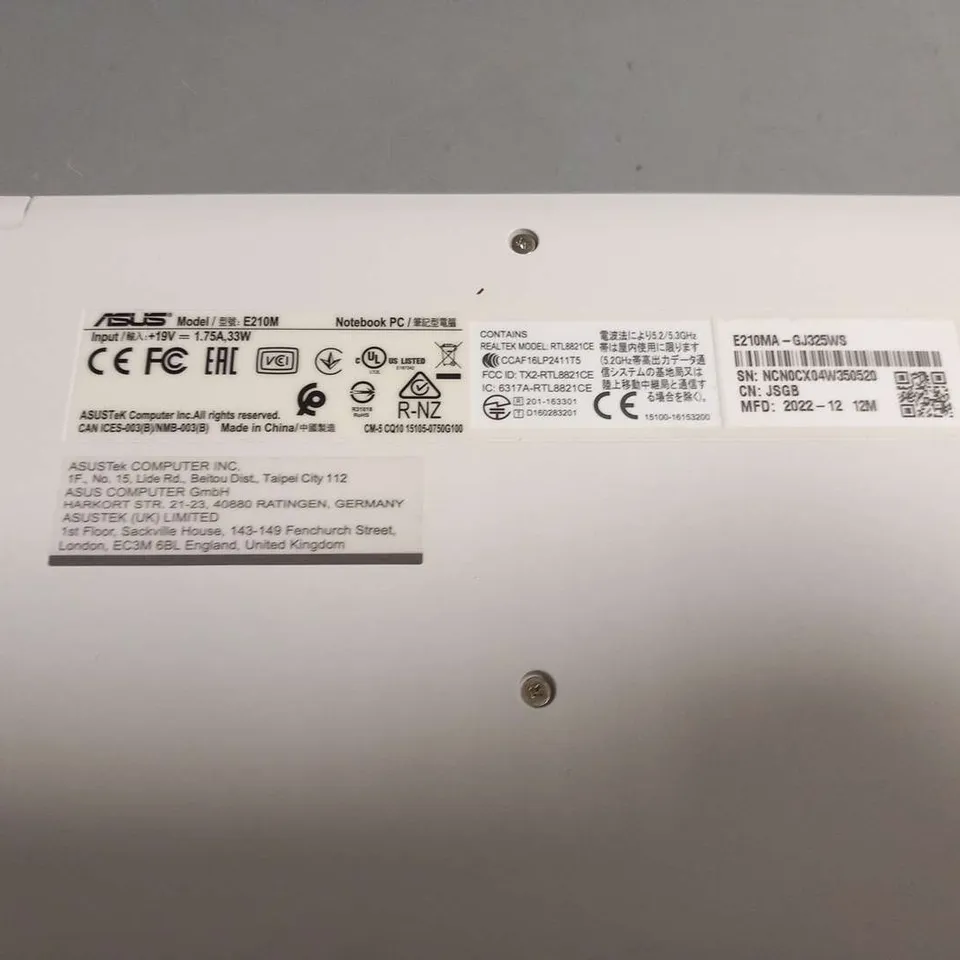 ASUS Model / 型號: E210M Notebook PC / 筆記型電腦
Input / 輸入: +19V ⎓ 1.75A, 33W
CE FC EAC VCI C UL US LISTED
I.T.E. E197242
R31018
RoHS
R-NZ
ASUSTeK Computer Inc. All rights reserved.
CAN ICES-003(B)/NMB-003(B) Made in China/中國製造 CM-5 CQ10 15105-0750G100
CONTAINS
REALTEK MODEL: RTL8821CE
CCAF16LP2411T5
FCC ID: TX2-RTL8821CE
IC: 6317A-RTL8821CE
R 201-163301
T D160283201
電波法により5.2/5.3GHz
帯は屋内使用に限ります
(5.2GHz帯高出力データ通
信システムの基地局又は
陸上移動中継局と通信す
る場合を除く)
CE
15100-16153200
E210MA-GJ325WS
SN: NCN0CX04W350520
CN: JSGB
MFD: 2022-12 12M
ASUSTek COMPUTER INC.
1F., No. 15, Lide Rd., Beitou Dist., Taipei City 112
ASUS COMPUTER GmbH
HARKORT STR. 21-23, 40880 RATINGEN, GERMANY
ASUSTEK (UK) LIMITED
1st Floor, Sackville House, 143-149 Fenchurch Street,
London, EC3M 6BL England, United Kingdom